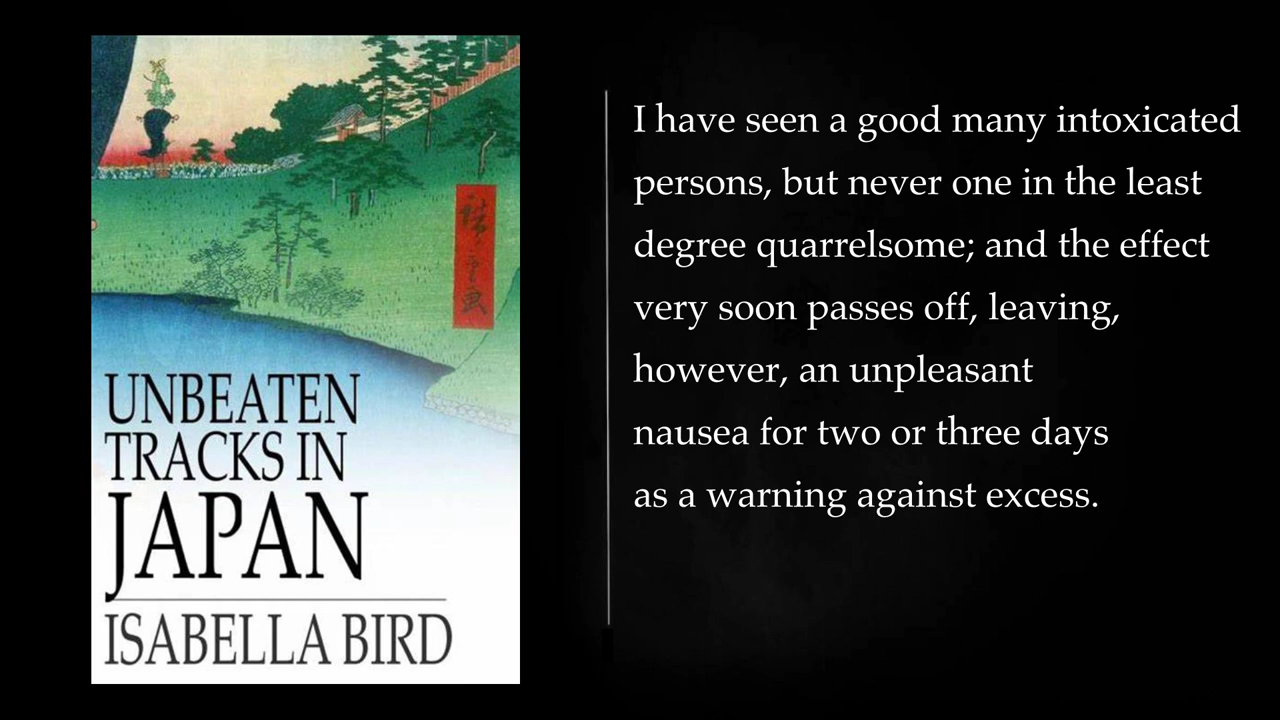 UNBEATEN
TRACKS IN
JAPAN
ISABELLA BIRD
I have seen a good many intoxicated
persons, but never one in the least
degree quarrelsome; and the effect
very soon passes off, leaving,
however, an unpleasant
nausea for two or three days
as a warning against excess.